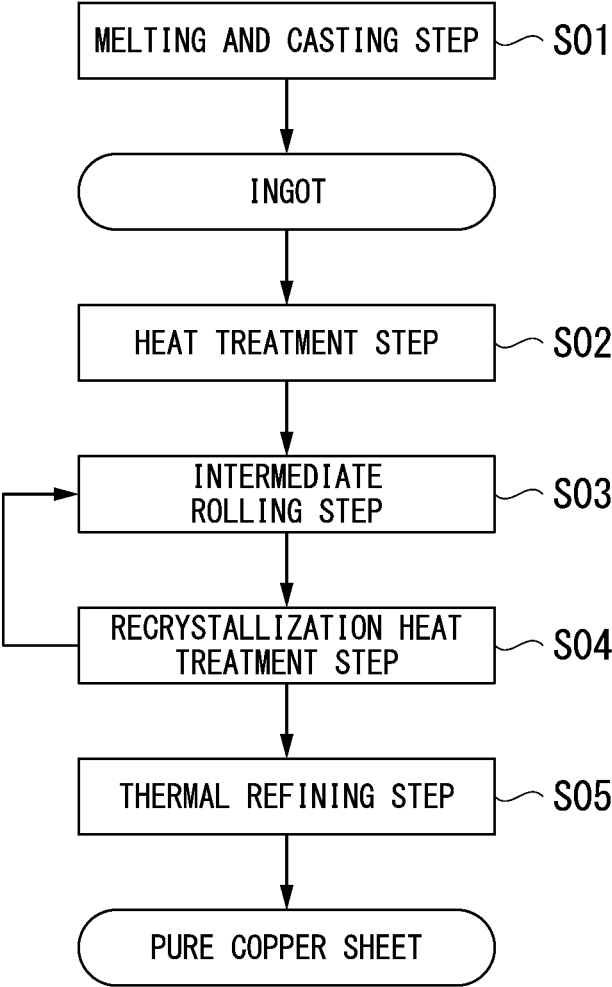 MELTING AND CASTING STEP
S01
INGOT
HEAT TREATMENT STEP
S02
INTERMEDIATE
ROLLING STEP
S03
RECRYSTALLIZATION HEAT
TREATMENT STEP
S04
THERMAL REFINING STEP
S05
PURE COPPER SHEET